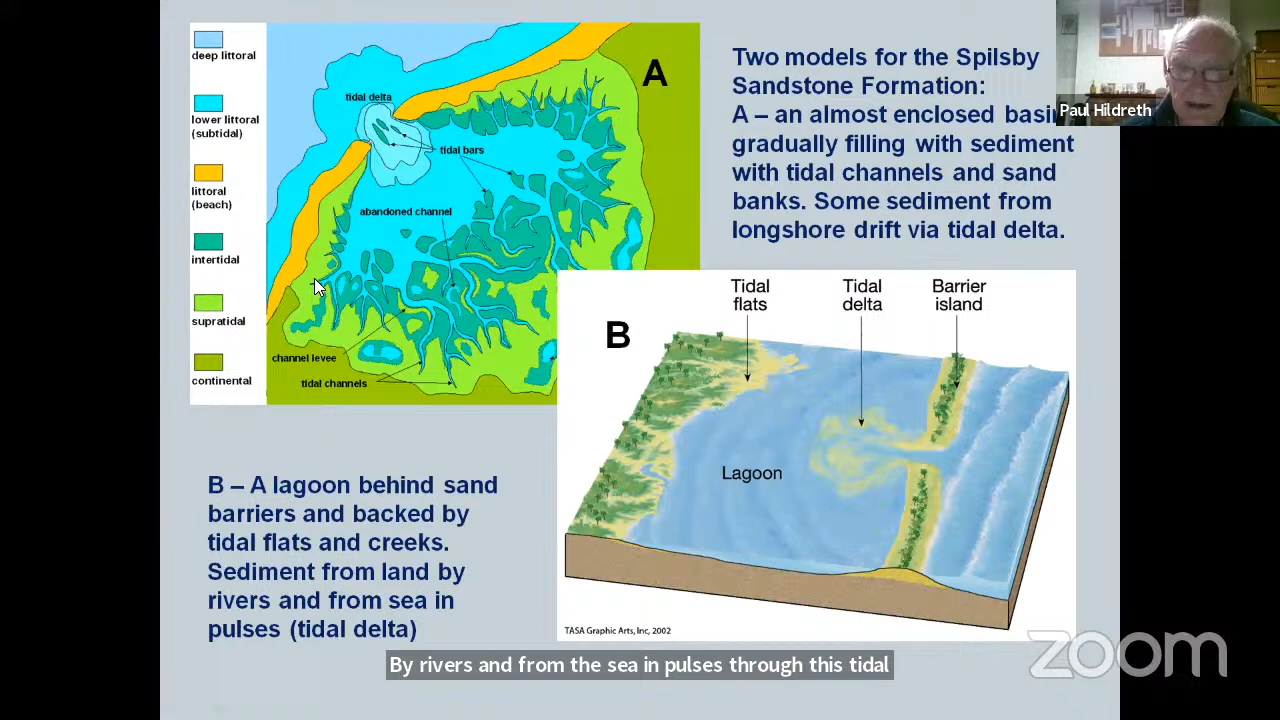 deep littoral
lower littoral
(subtidal)
littoral
(beach)
intertidal
supratidal
continental
A
tidal delta
tidal bars
abandoned channel
channel levee
tidal channels
Two models for the Spilsby
Sandstone Formation:
A – an almost enclosed basin
gradually filling with sediment
with tidal channels and sand
banks. Some sediment from
longshore drift via tidal delta.
Paul Hildreth
B
Tidal
flats
Tidal
delta
Barrier
island
Lagoon
TASA Graphic Arts, Inc, 2002
B – A lagoon behind sand
barriers and backed by
tidal flats and creeks.
Sediment from land by
rivers and from sea in
pulses (tidal delta)
By rivers and from the sea in pulses through this tidal
zoom